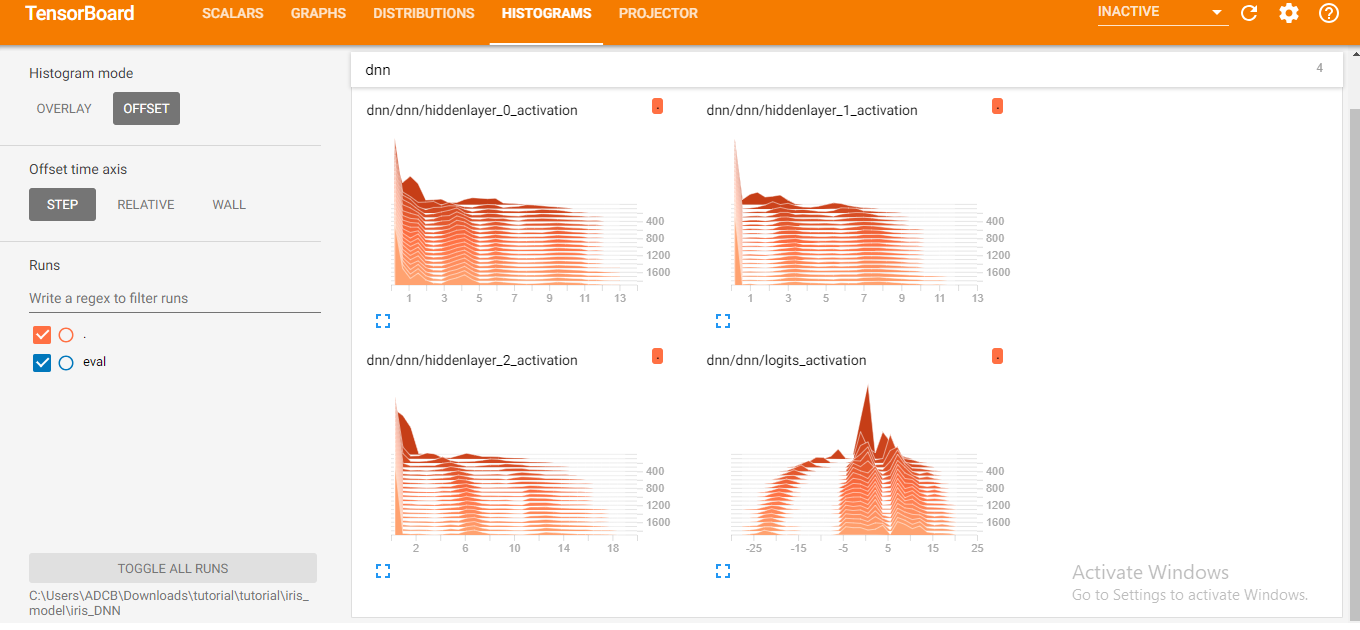 TensorBoard SCALARS GRAPHS DISTRIBUTIONS HISTOGRAMS PROJECTOR INACTIVE
Histogram mode
OVERLAY OFFSET
Offset time axis
STEP RELATIVE WALL
Runs
Write a regex to filter runs
.
eval
TOGGLE ALL RUNS
C:\Users\ADCB\Downloads\tutorial\tutorial\iris_
model\iris_DNN
dnn 4
dnn/dnn/hiddenlayer_0_activation .
400
800
1200
1600
1 3 5 7 9 11 13
dnn/dnn/hiddenlayer_1_activation .
400
800
1200
1600
1 3 5 7 9 11 13
dnn/dnn/hiddenlayer_2_activation .
400
800
1200
1600
2 6 10 14 18
dnn/dnn/logits_activation .
400
800
1200
1600
-25 -15 -5 5 15 25
Activate Windows
Go to Settings to activate Windows.